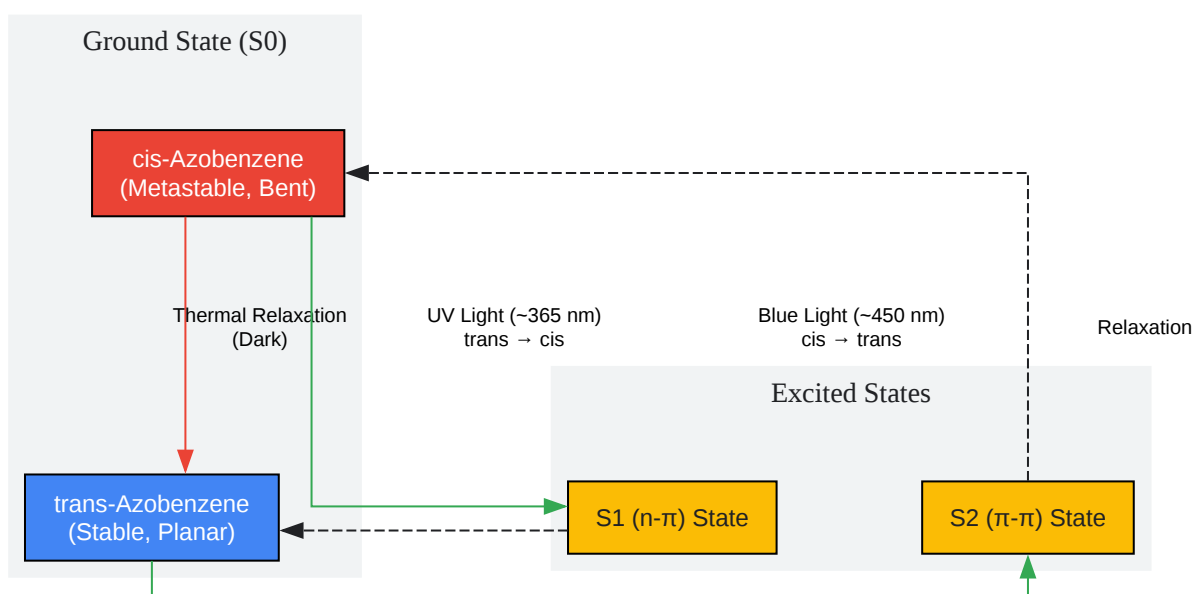 Ground State (S0)
cis-Azobenzene
(Metastable, Bent)
Thermal Relaxation
(Dark)
UV Light (~365 nm)
trans → cis
Blue Light (~450 nm)
cis → trans
Relaxation
Excited States
trans-Azobenzene
(Stable, Planar)
S1 (n-π) State
S2 (π-π) State